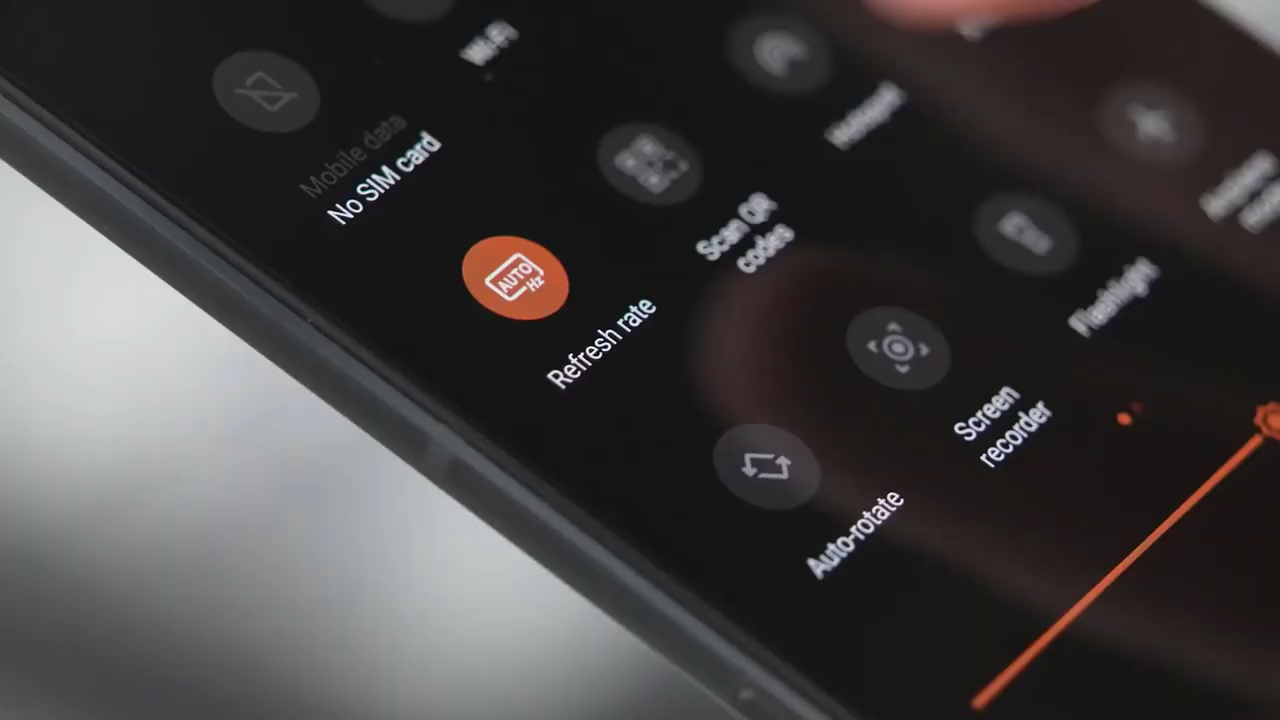 Wi-Fi
Mobile data
No SIM card
Hotspot
Scan QR
codes
AUTO
Hz
Refresh rate
Flashlight
Screen
recorder
Auto-rotate